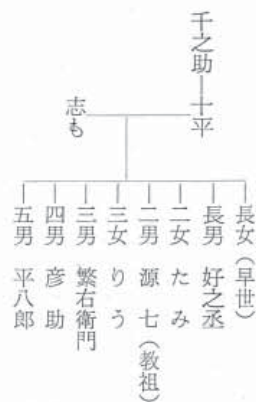 千之助―十平
志も
長女(早世)
長男 好之丞
二女 たみ
二男 源七(教祖)
三女 りう
三男 繁右衛門
四男 彦助
五男 平八郎